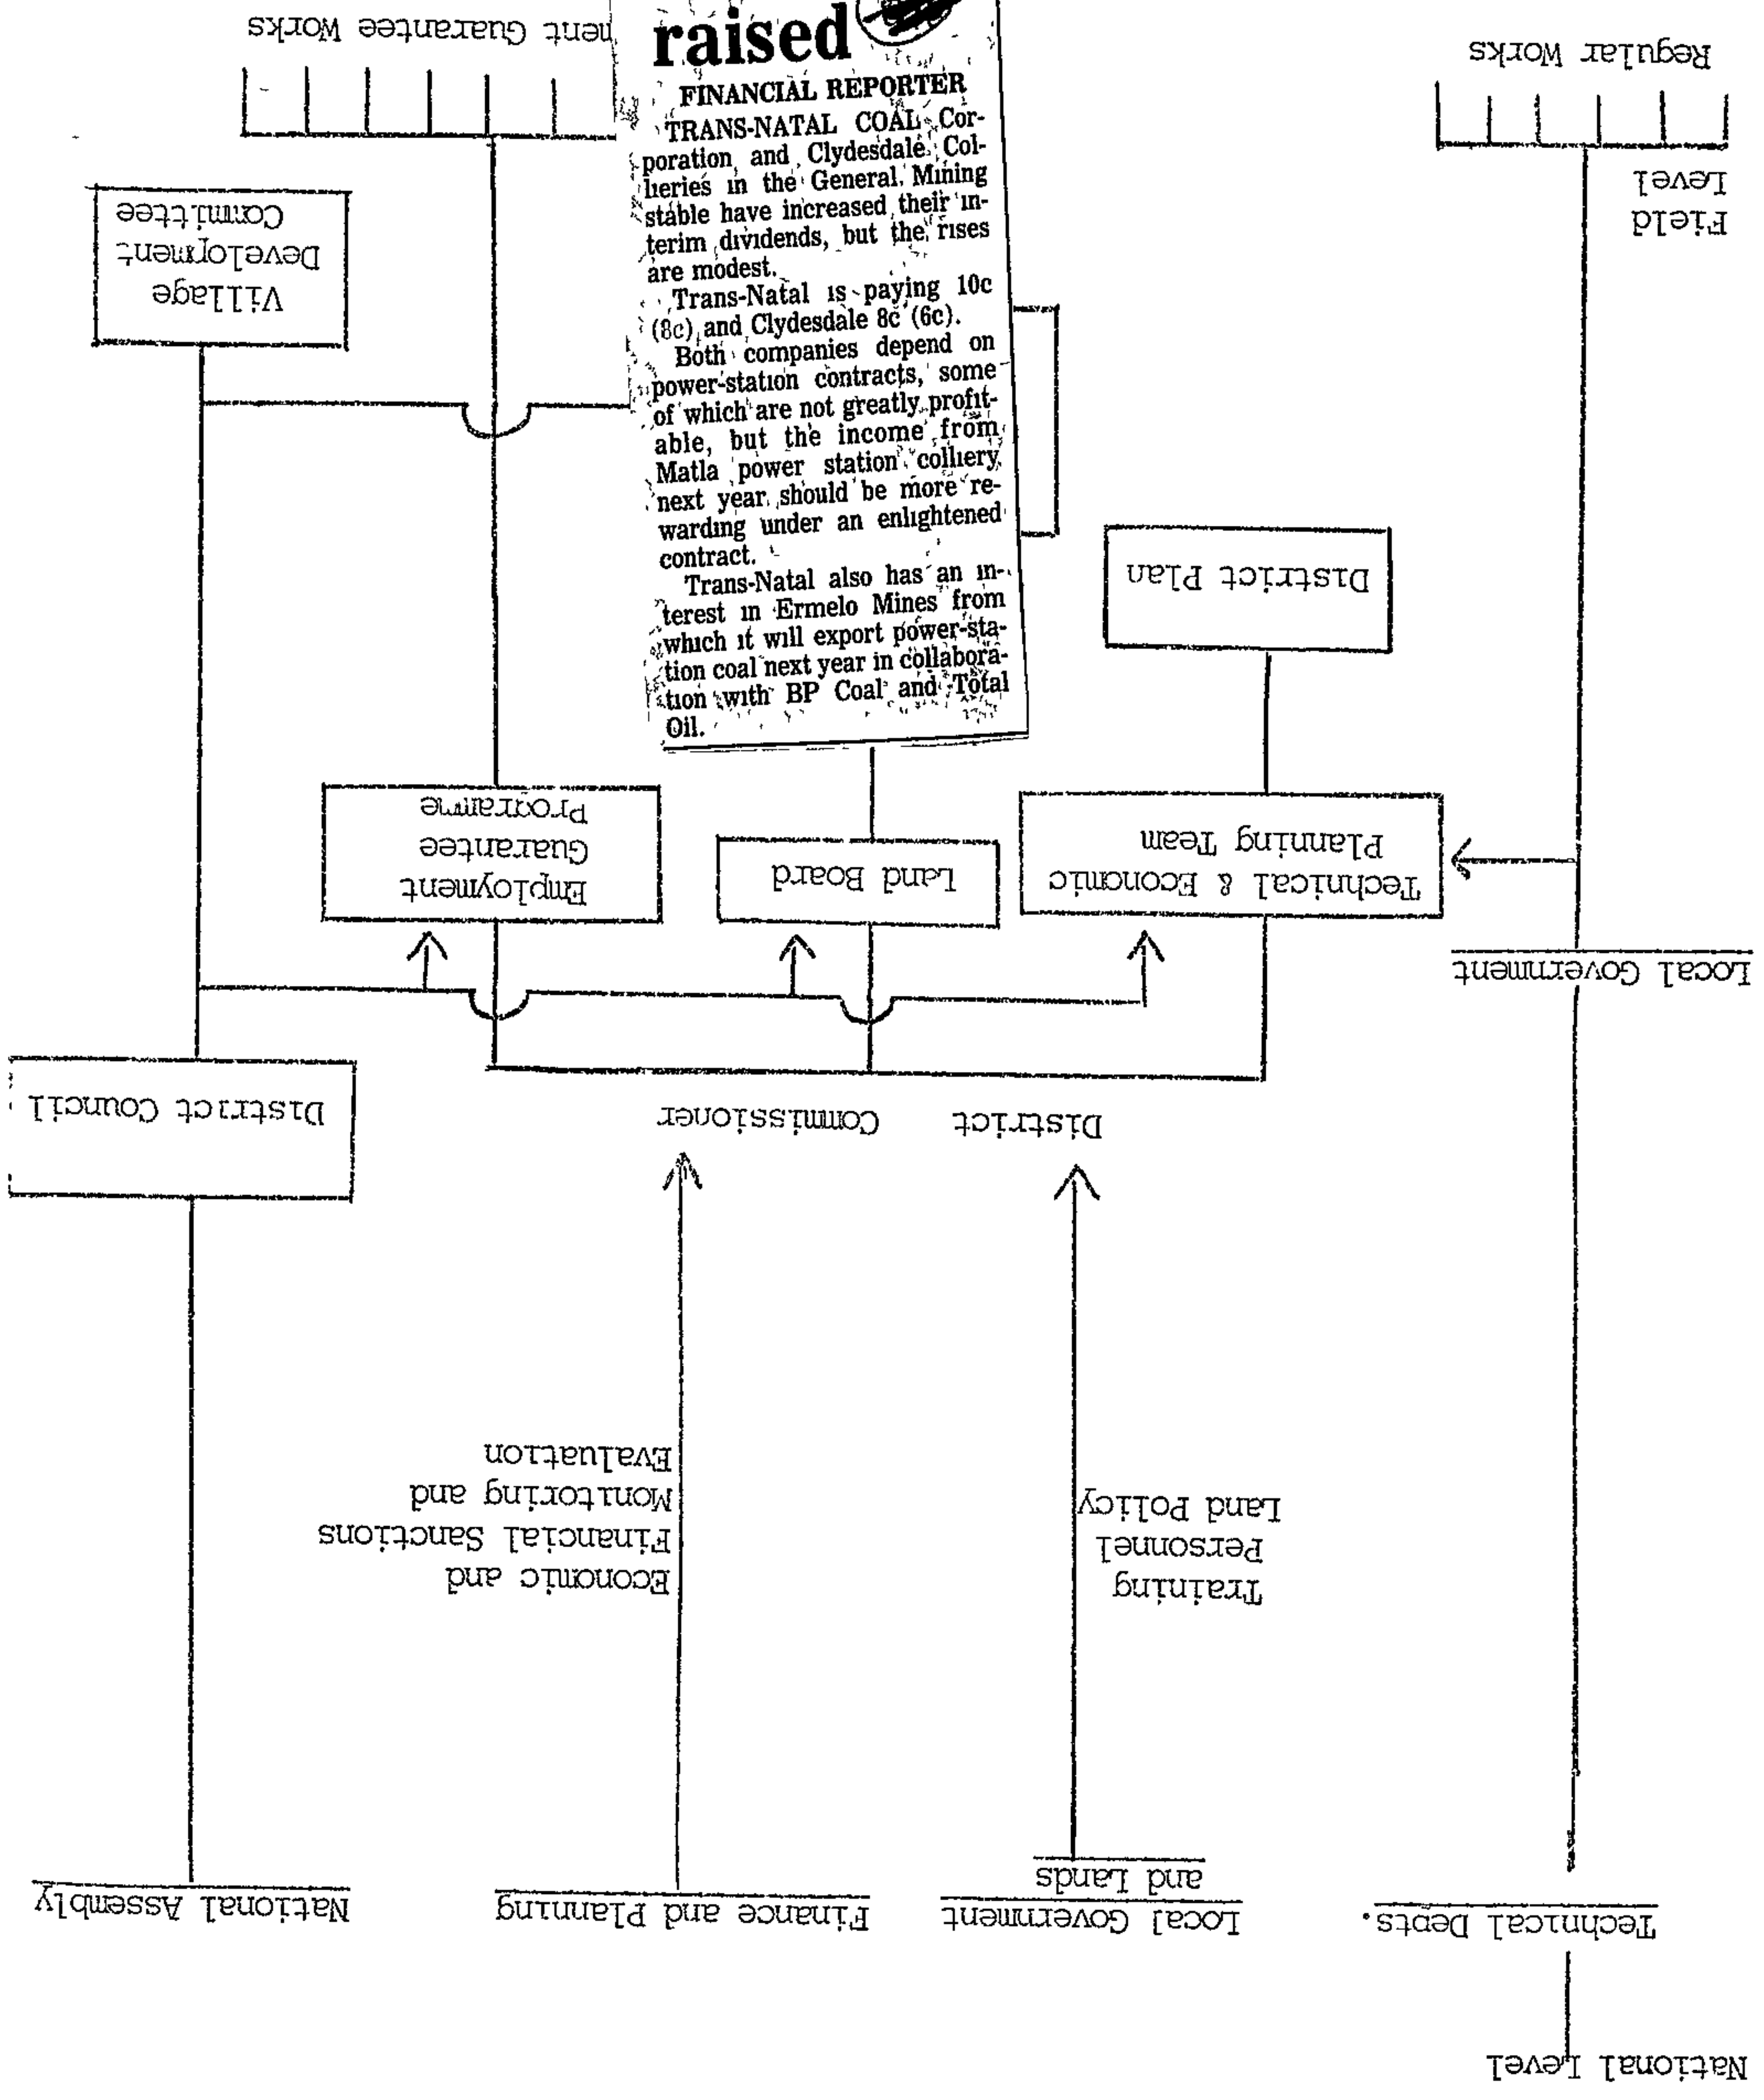 raised
FINANCIAL REPORTER
TRANS-NATAL COAL Cor-
poration and Clydesdale Col-
lieries in the General Mining
stable have increased their in-
terim dividends, but the rises
are modest.
Trans-Natal is paying 10c
(8c) and Clydesdale 8c (6c).
Both companies depend on
power-station contracts, some
of which are not greatly profit-
able, but the income from
Matla power station colliery
next year should be more re-
warding under an enlightened
contract.
Trans-Natal also has an in-
terest in Ermelo Mines from
which it will export power-sta-
tion coal next year in collabora-
tion with BP Coal and Total
Oil.
National Level
Technical Depts.
Local Government
and Lands
Finance and Planning
National Assembly
Training
Personnel
Land Policy
Economic and
Financial Sanctions
Monitoring and
Evaluation
District Commissioner
District Council
Local Government
Technical & Economic
Planning Team
Land Board
Employment
Guarantee
Programme
District Plan
Village
Development
Committee
Field
Level
Regular Works
ment Guarantee Works